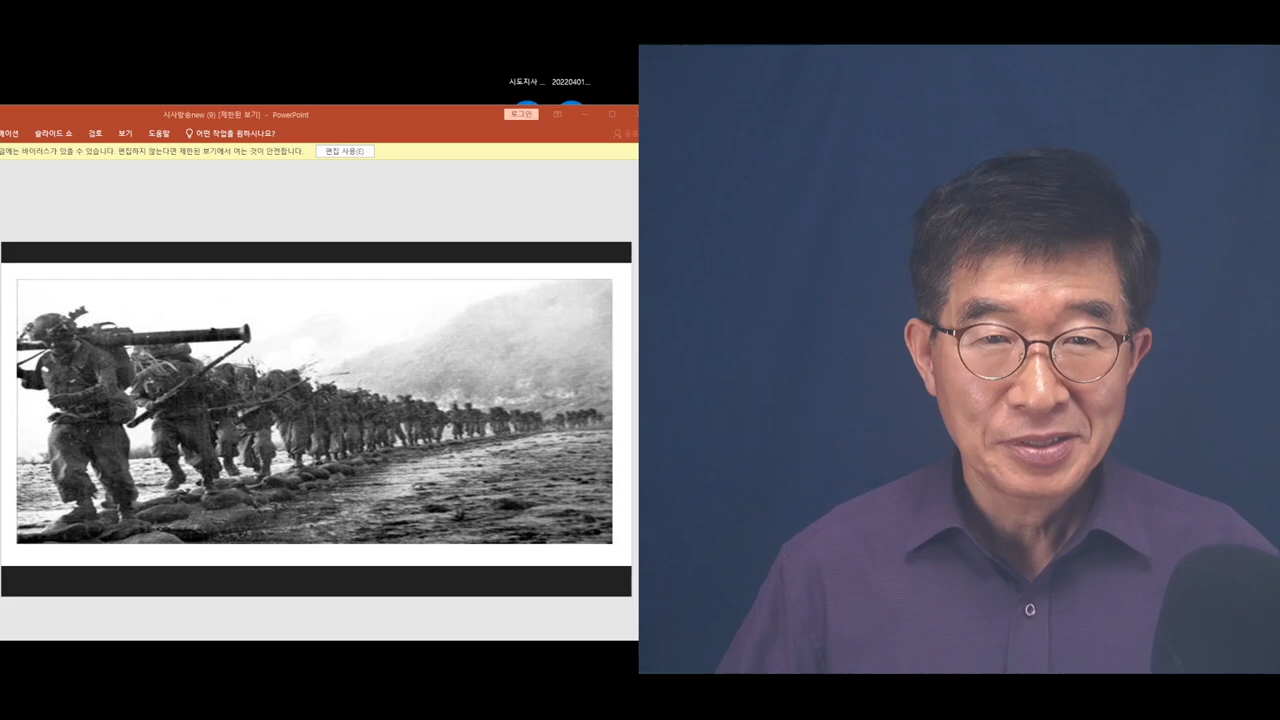 시도지사 ... 20220401...
시사방송new (9) [제한된 보기] - PowerPoint 로그인
메이션 슬라이드 쇼 검토 보기 도움말 어떤 작업을 원하시나요? 공유
일에는 바이러스가 있을 수 있습니다. 편집하지 않는다면 제한된 보기에서 여는 것이 안전합니다. 편집 사용(E)